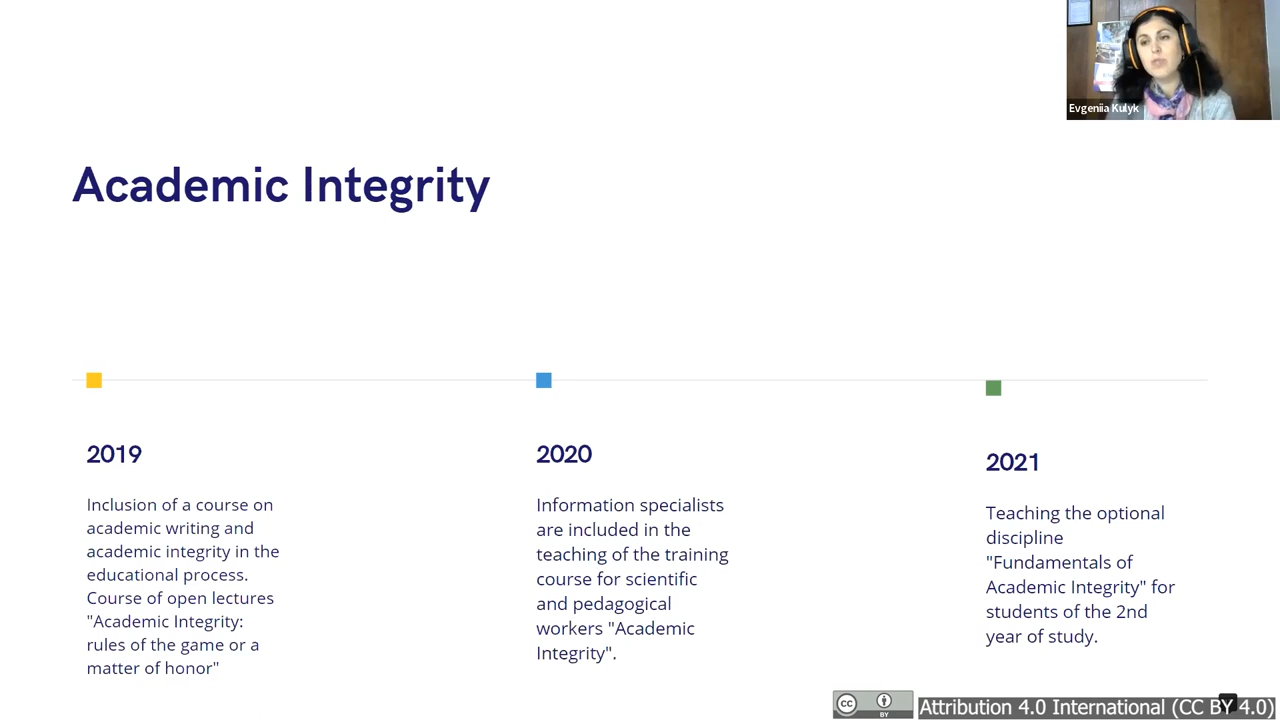 Evgeniia Kulyk
Academic Integrity
2019
Inclusion of a course on
academic writing and
academic integrity in the
educational process.
Course of open lectures
"Academic Integrity:
rules of the game or a
matter of honor"
2020
Information specialists
are included in the
teaching of the training
course for scientific
and pedagogical
workers "Academic
Integrity".
2021
Teaching the optional
discipline
"Fundamentals of
Academic Integrity" for
students of the 2nd
year of study.
cc BY Attribution 4.0 International (CC BY 4.0)